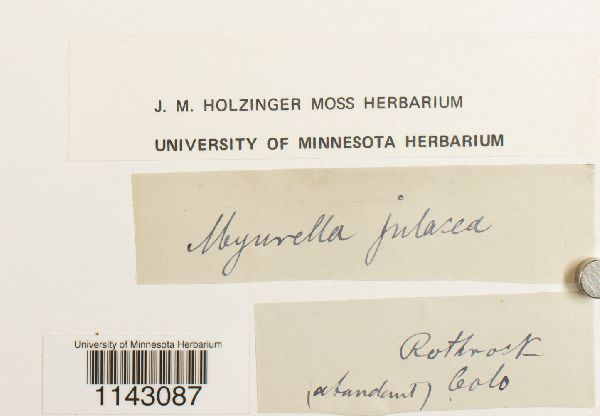 J. M. HOLZINGER MOSS HERBARIUM
UNIVERSITY OF MINNESOTA HERBARIUM
Myurella julacea
Rothrock
(abundant) Colo
University of Minnesota Herbarium
1143087